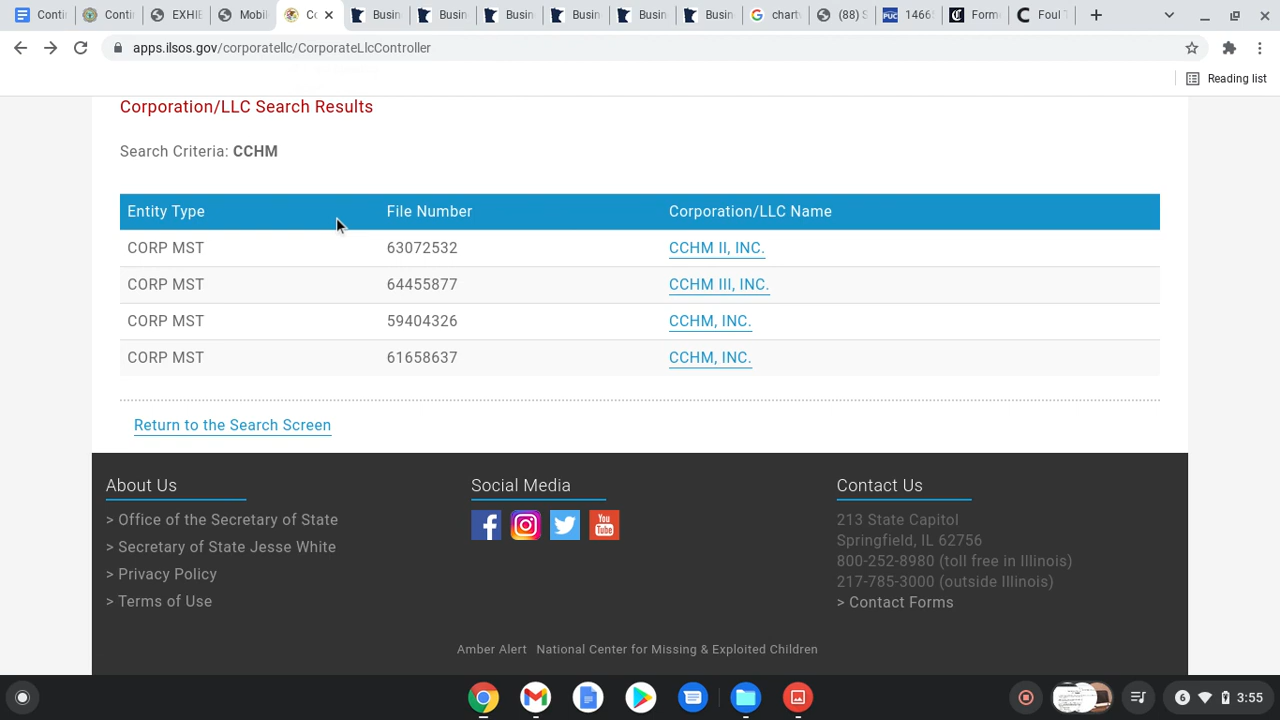 Conti
Conti
EXHIE
Mobil
Co
Busin
Busin
Busin
Busin
Busin
Busin
chart
(88) S
PUC
1466
Form
Foul T
apps.ilsos.gov/corporatellc/CorporateLlcController
Reading list
Corporation/LLC Search Results
Search Criteria: CCHM
Entity Type File Number Corporation/LLC Name
CORP MST 63072532 CCHM II, INC.
CORP MST 64455877 CCHM III, INC.
CORP MST 59404326 CCHM, INC.
CORP MST 61658637 CCHM, INC.
Return to the Search Screen
About Us
> Office of the Secretary of State
> Secretary of State Jesse White
> Privacy Policy
> Terms of Use
Social Media
You
Tube
Contact Us
213 State Capitol
Springfield, IL 62756
800-252-8980 (toll free in Illinois)
217-785-3000 (outside Illinois)
> Contact Forms
Amber Alert National Center for Missing & Exploited Children
6 3:55